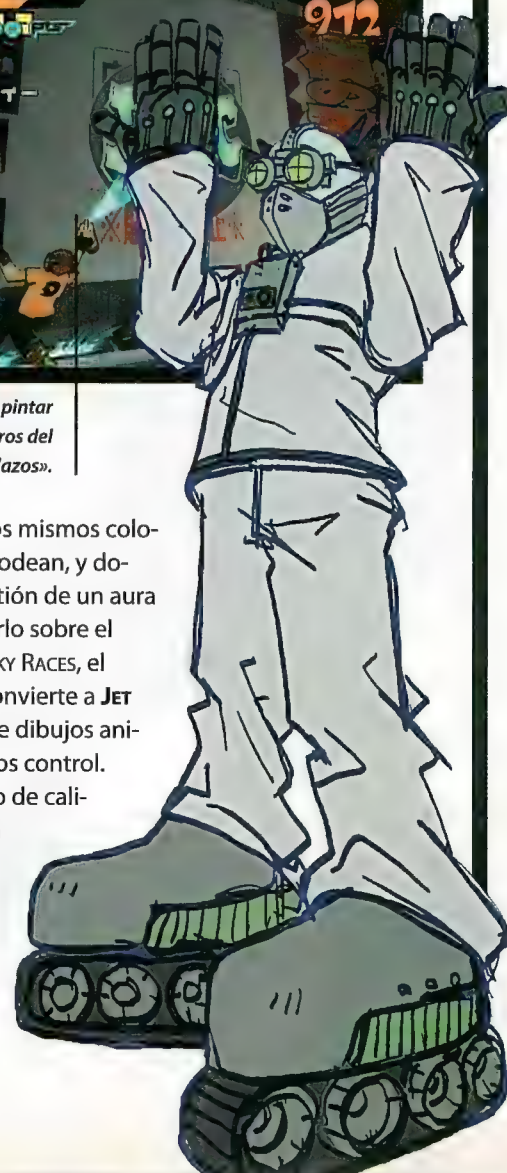 912
pintar
ros del
lazos».
os mismos colo-
odean, y do-
tión de un aura
rlo sobre el
KY RACES, el
onvierte a JET
e dibujos ani-
os control.
o de cali-